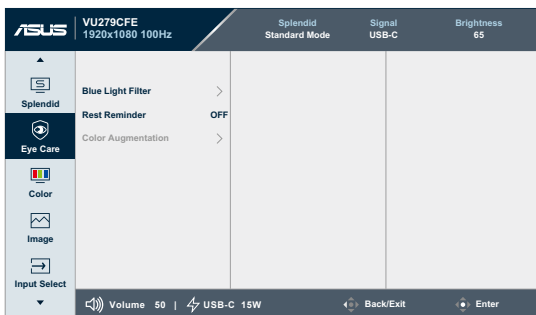 ASUS
VU279CFE
1920x1080 100Hz
Splendid
Standard Mode
Signal
USB-C
Brightness
65
Splendid
Eye Care
Color
Image
Input Select
Blue Light Filter
Rest Reminder OFF
Color Augmentation
Volume 50 | USB-C 15W
Back/Exit
Enter